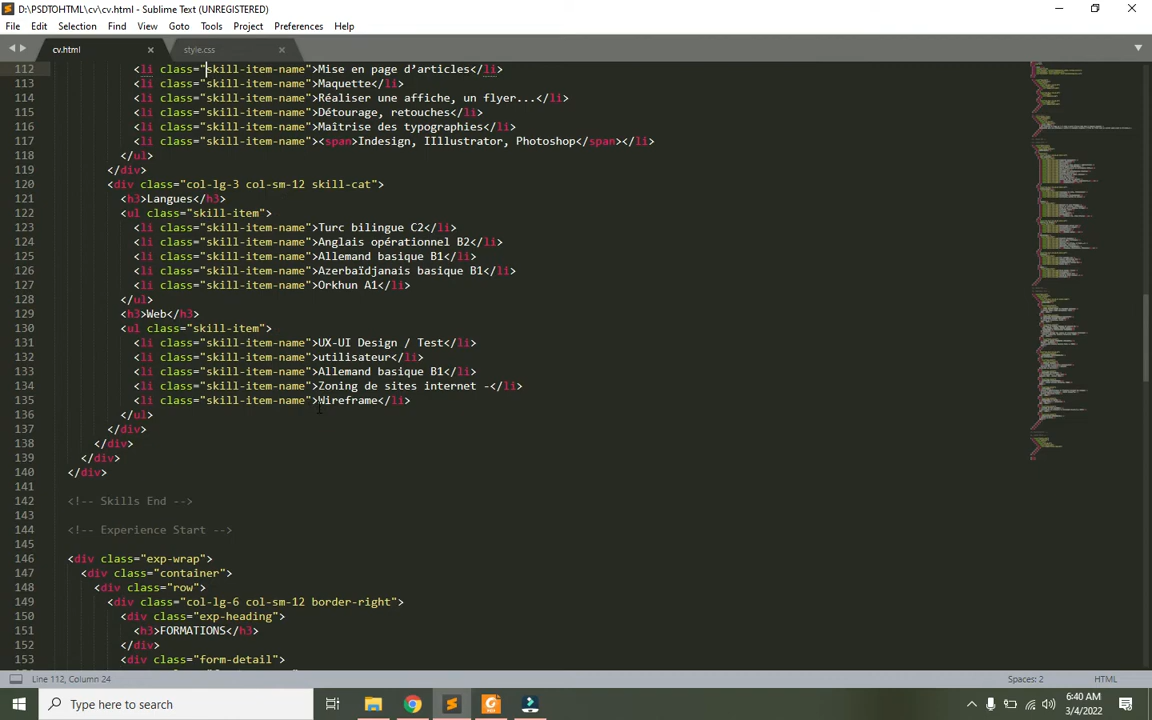 D:\PSDTOHTML\cv\cv.html - Sublime Text (UNREGISTERED)
File Edit Selection Find View Goto Tools Project Preferences Help
cv.html style.css
112 <li class="skill-item-name">Mise en page d’articles</li>
113 <li class="skill-item-name">Maquette</li>
114 <li class="skill-item-name">Réaliser une affiche, un flyer...</li>
115 <li class="skill-item-name">Détourage, retouches</li>
116 <li class="skill-item-name">Maîtrise des typographies</li>
117 <li class="skill-item-name"><span>Indesign, IIlustrator, Photoshop</span></li>
118 </ul>
119 </div>
120 <div class="col-lg-3 col-sm-12 skill-cat">
121 <h3>Langues</h3>
122 <ul class="skill-item">
123 <li class="skill-item-name">Turc bilingue C2</li>
124 <li class="skill-item-name">Anglais opérationnel B2</li>
125 <li class="skill-item-name">Allemand basique B1</li>
126 <li class="skill-item-name">Azerbaïdjanais basique B1</li>
127 <li class="skill-item-name">Orkhun A1</li>
128 </ul>
129 <h3>Web</h3>
130 <ul class="skill-item">
131 <li class="skill-item-name">UX-UI Design / Test</li>
132 <li class="skill-item-name">utilisateur</li>
133 <li class="skill-item-name">Allemand basique B1</li>
134 <li class="skill-item-name">Zoning de sites internet -</li>
135 <li class="skill-item-name">Wireframe</li>
136 </ul>
137 </div>
138 </div>
139 </div>
140 </div>
141
142 <!-- Skills End -->
143
144 <!-- Experience Start -->
145
146 <div class="exp-wrap">
147 <div class="container">
148 <div class="row">
149 <div class="col-lg-6 col-sm-12 border-right">
150 <div class="exp-heading">
151 <h3>FORMATIONS</h3>
152 </div>
153 <div class="form-detail">
Line 112, Column 24 Spaces: 2 HTML
Type here to search
6:40 AM
3/4/2022